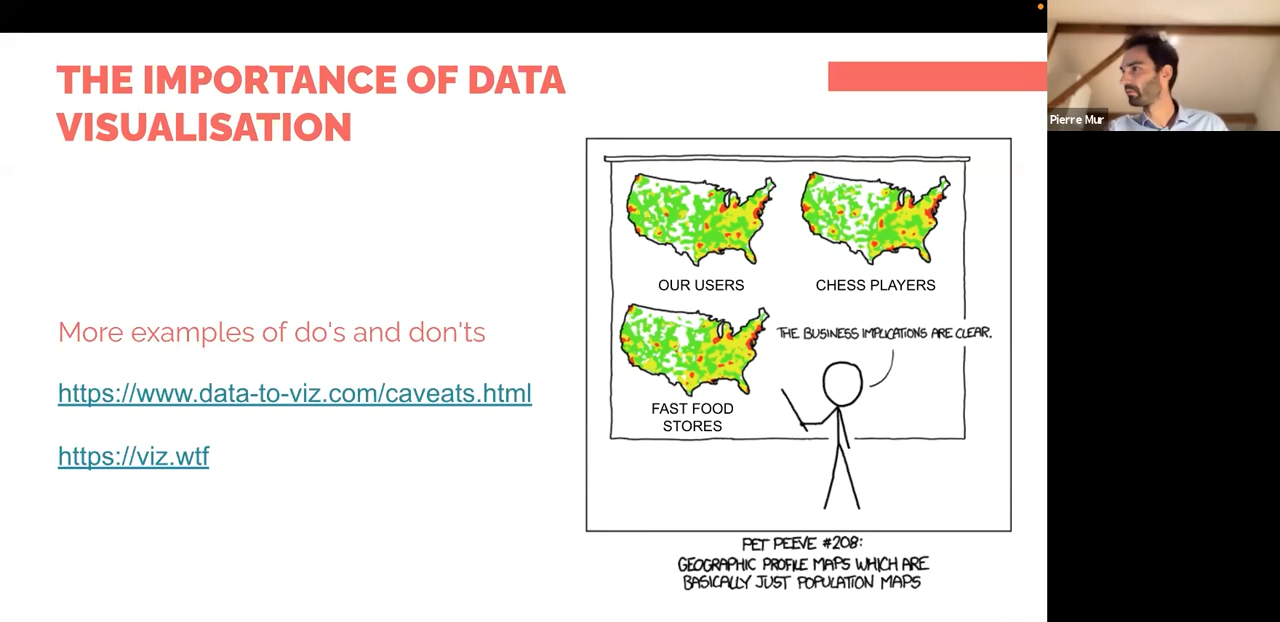 THE IMPORTANCE OF DATA
VISUALISATION
More examples of do's and don'ts
https://www.data-to-viz.com/caveats.html
https://viz.wtf
OUR USERS
CHESS PLAYERS
FAST FOOD
STORES
THE BUSINESS IMPLICATIONS ARE CLEAR.
PET PEEVE #208:
GEOGRAPHIC PROFILE MAPS WHICH ARE
BASICALLY JUST POPULATION MAPS
Pierre Mur